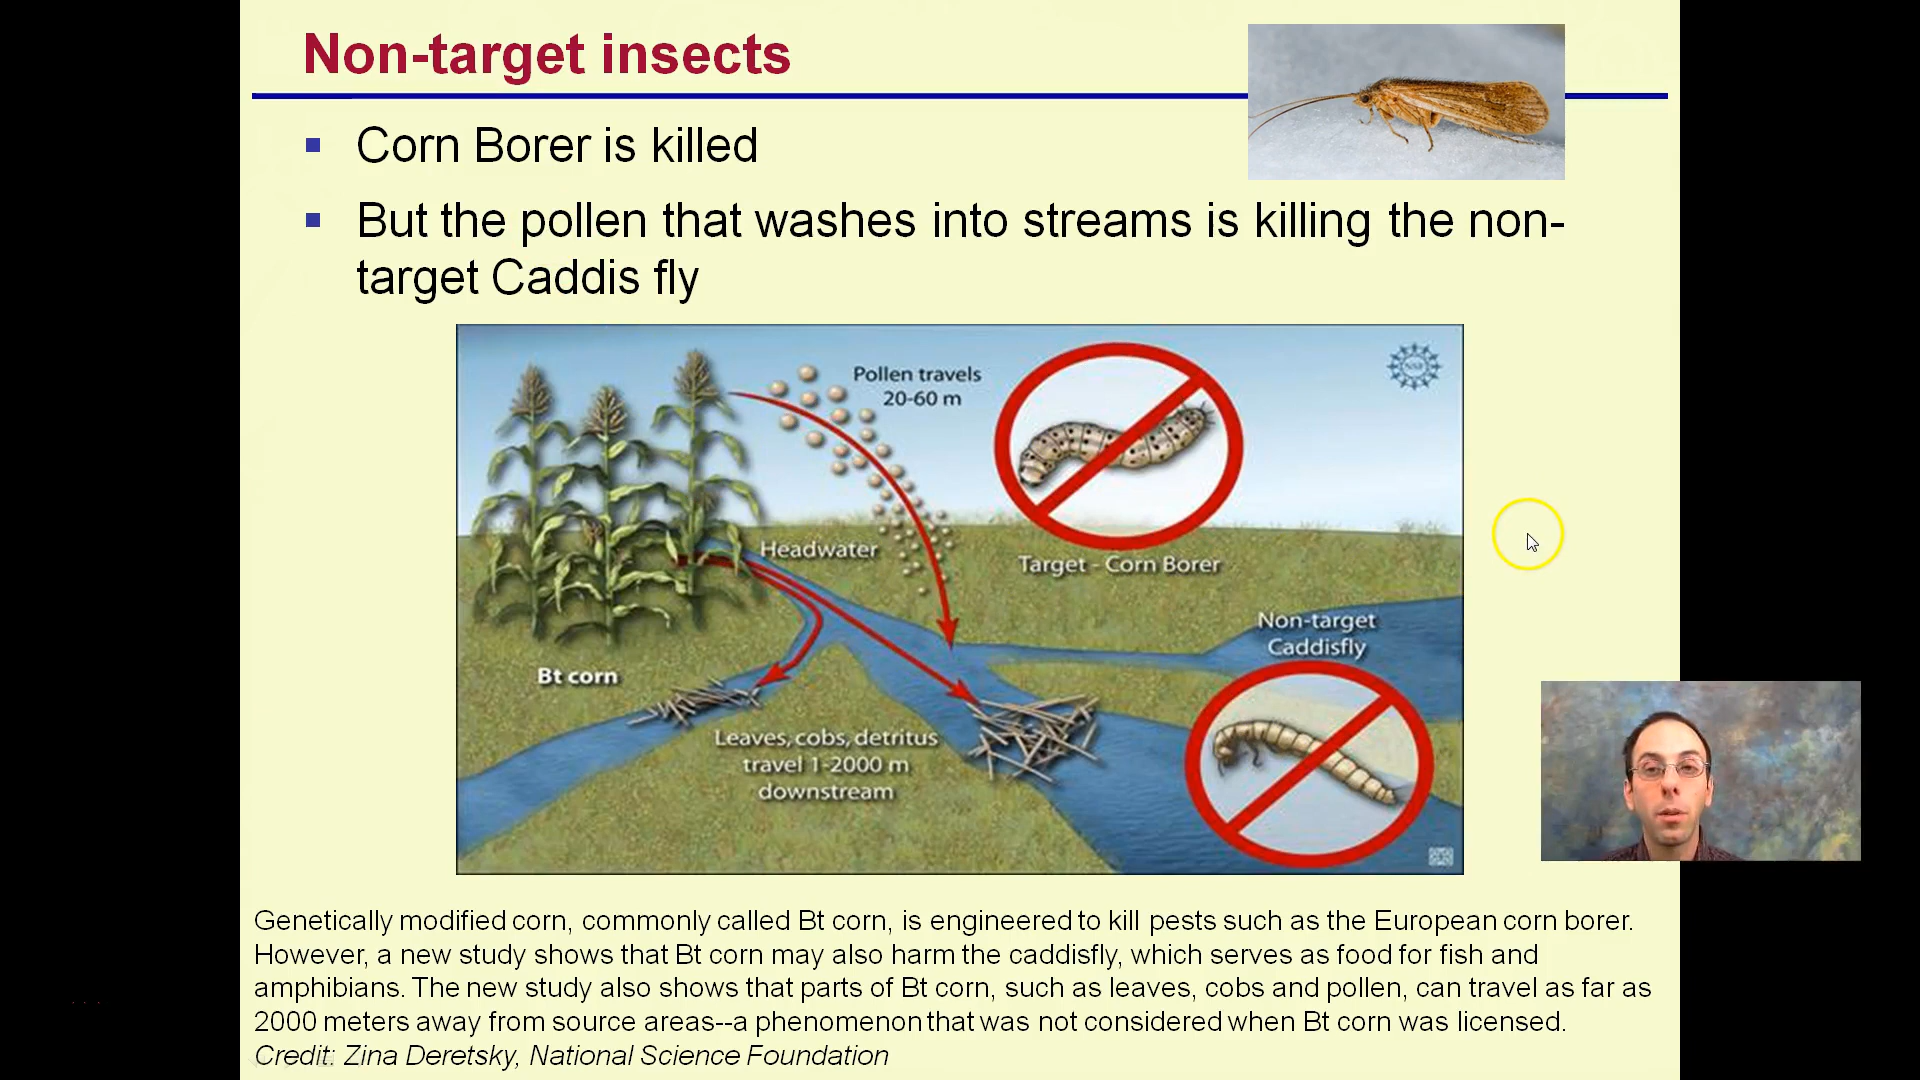 Non-target insects
Corn Borer is killed
But the pollen that washes into streams is killing the non-
target Caddis fly
Pollen travels
20-60 m
NSF
Headwater
Target - Corn Borer
Non-target
Caddisfly
Bt corn
Leaves, cobs, detritus
travel 1-2000 m
downstream
Genetically modified corn, commonly called Bt corn, is engineered to kill pests such as the European corn borer.
However, a new study shows that Bt corn may also harm the caddisfly, which serves as food for fish and
amphibians. The new study also shows that parts of Bt corn, such as leaves, cobs and pollen, can travel as far as
2000 meters away from source areas--a phenomenon that was not considered when Bt corn was licensed.
Credit: Zina Deretsky, National Science Foundation